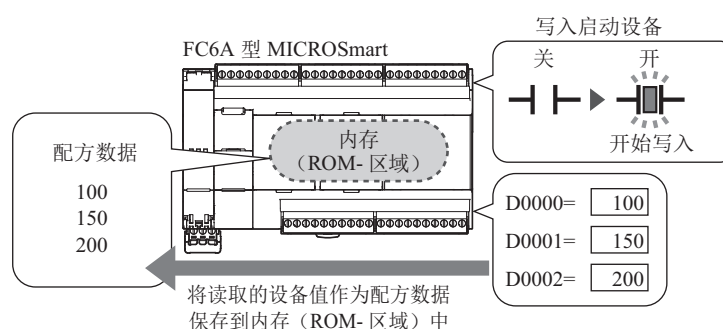 写入启动设备
FC6A 型 MICROSmart
关
开
开始写入
内存
（ROM- 区域）
配方数据
100
150
200
D0000= 100
D0001= 150
D0002= 200
将读取的设备值作为配方数据
保存到内存（ROM- 区域）中